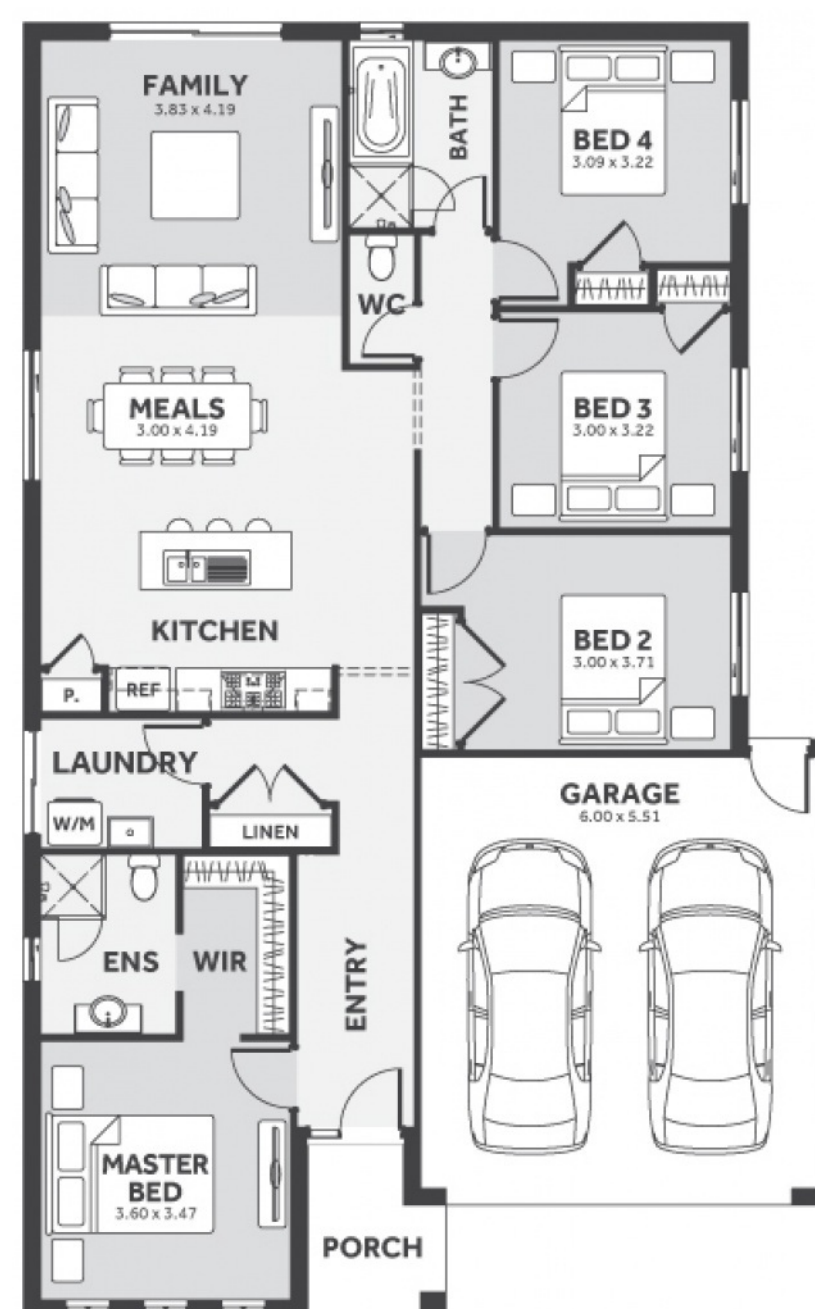 FAMILY
3.83 x 4.19
BATH
BED 4
3.09 x 3.22
WC
MEALS
3.00 x 4.19
BED 3
3.00 x 3.22
KITCHEN
BED 2
3.00 x 3.71
P.
REF
LAUNDRY
W/M
LINEN
GARAGE
6.00 x 5.51
ENS
WIR
ENTRY
MASTER
BED
3.60 x 3.47
PORCH